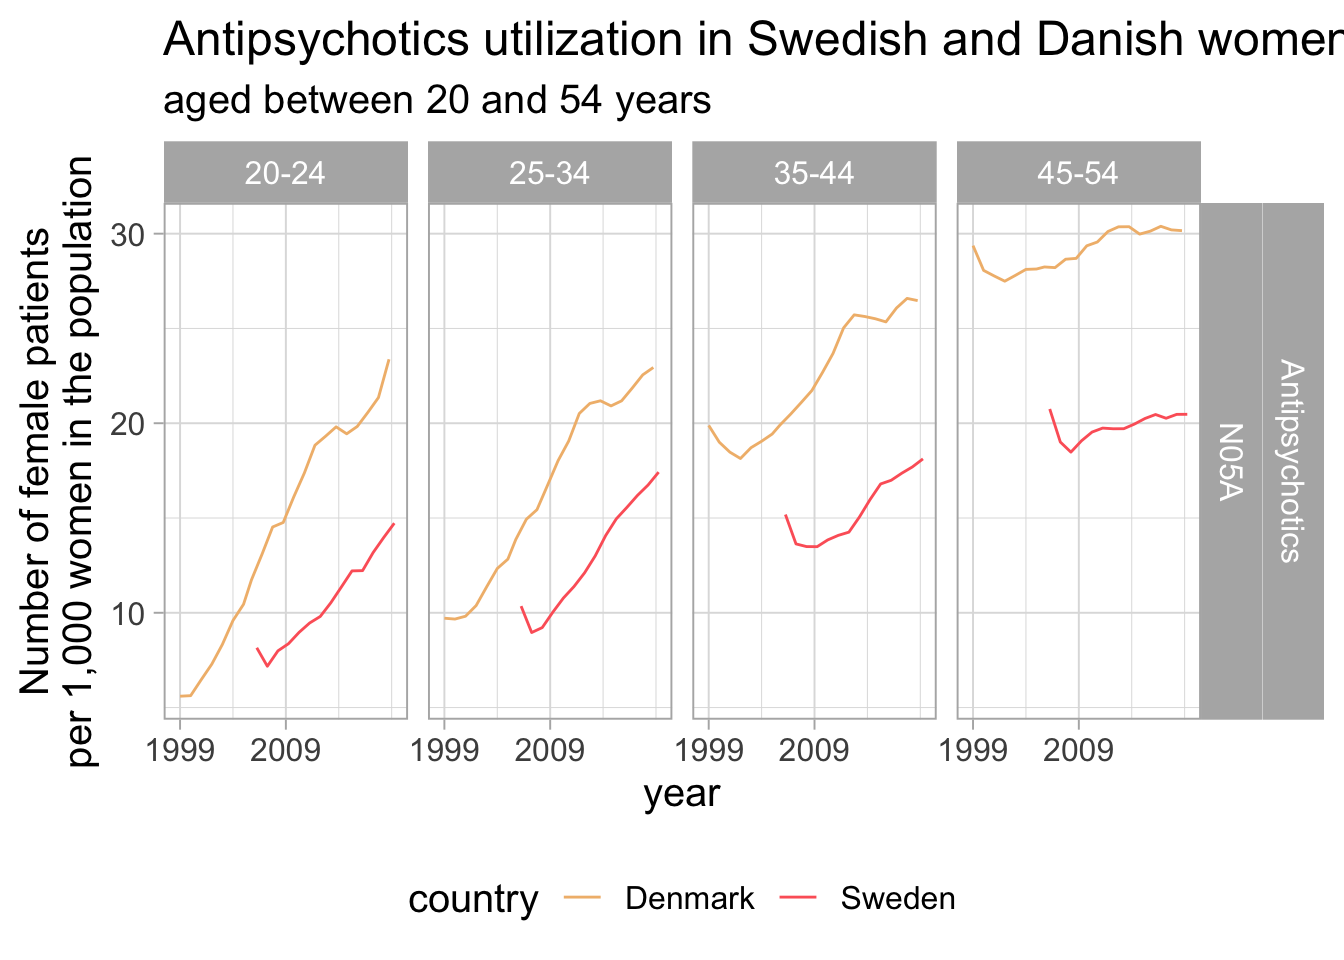 Antipsychotics utilization in Swedish and Danish women
aged between 20 and 54 years
20-24
25-34
35-44
45-54
Number of female patients
per 1,000 women in the population
30
20
10
N05A
Antipsychotics
1999
2009
1999
2009
1999
2009
1999
2009
year
country
Denmark
Sweden